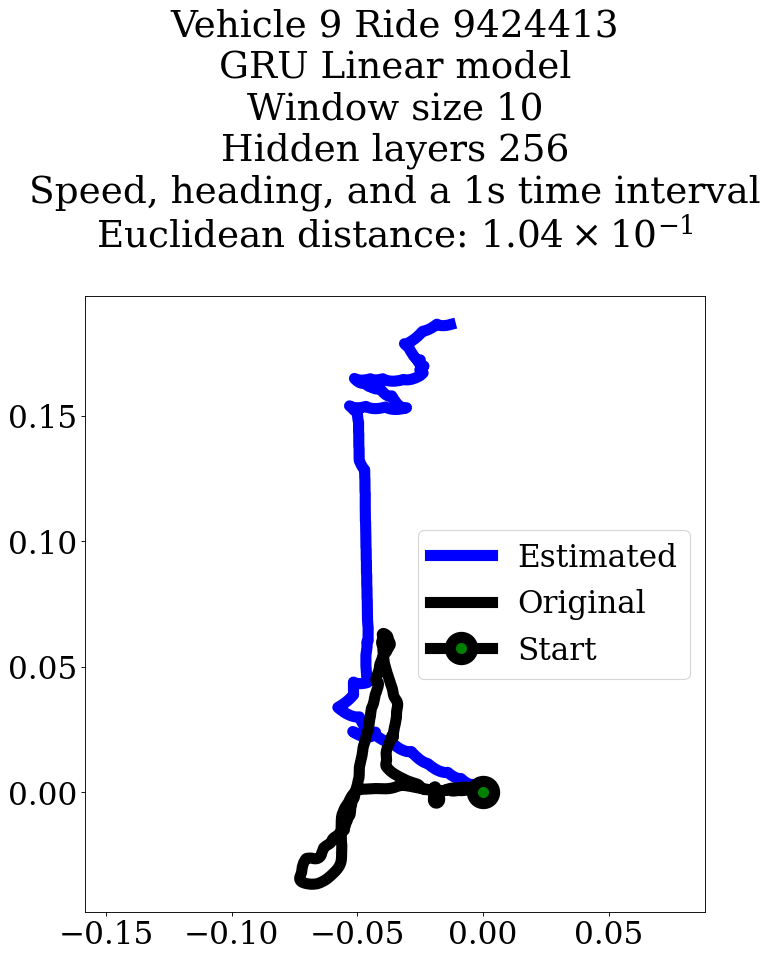 Vehicle 9 Ride 9424413
GRU Linear model
Window size 10
Hidden layers 256
Speed, heading, and a 1s time interval
Euclidean distance: 1.04 × 10⁻¹
0.15
0.10
0.05
0.00
Estimated
Original
Start
−0.15 −0.10 −0.05 0.00 0.05